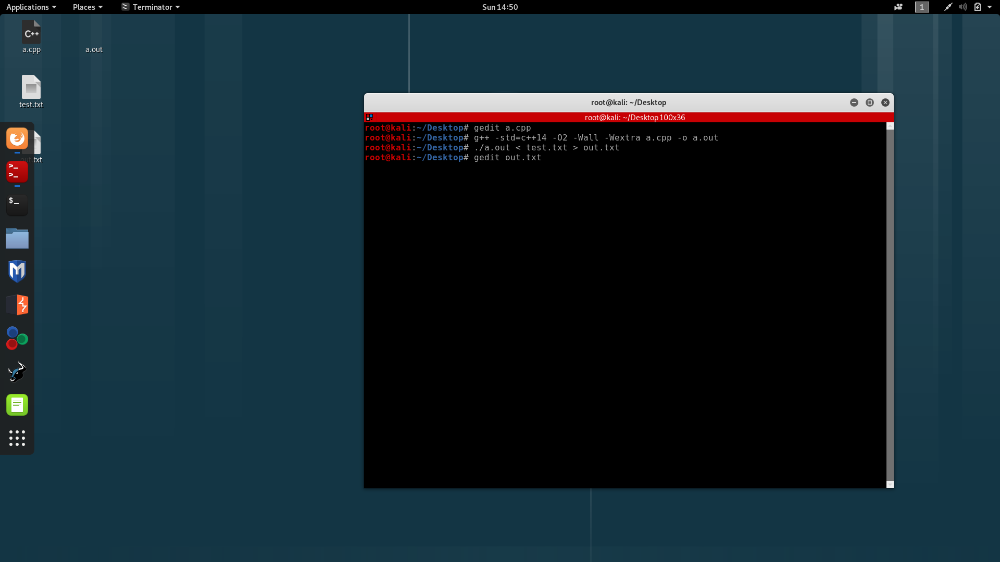 Applications Places Terminator Sun 14:50 1
a.cpp a.out
C++
test.txt
out.txt
root@kali: ~/Desktop
root@kali: ~/Desktop 100x36
root@kali:~/Desktop# gedit a.cpp
root@kali:~/Desktop# g++ -std=c++14 -O2 -Wall -Wextra a.cpp -o a.out
root@kali:~/Desktop# ./a.out < test.txt > out.txt
root@kali:~/Desktop# gedit out.txt
>_
>_
$_